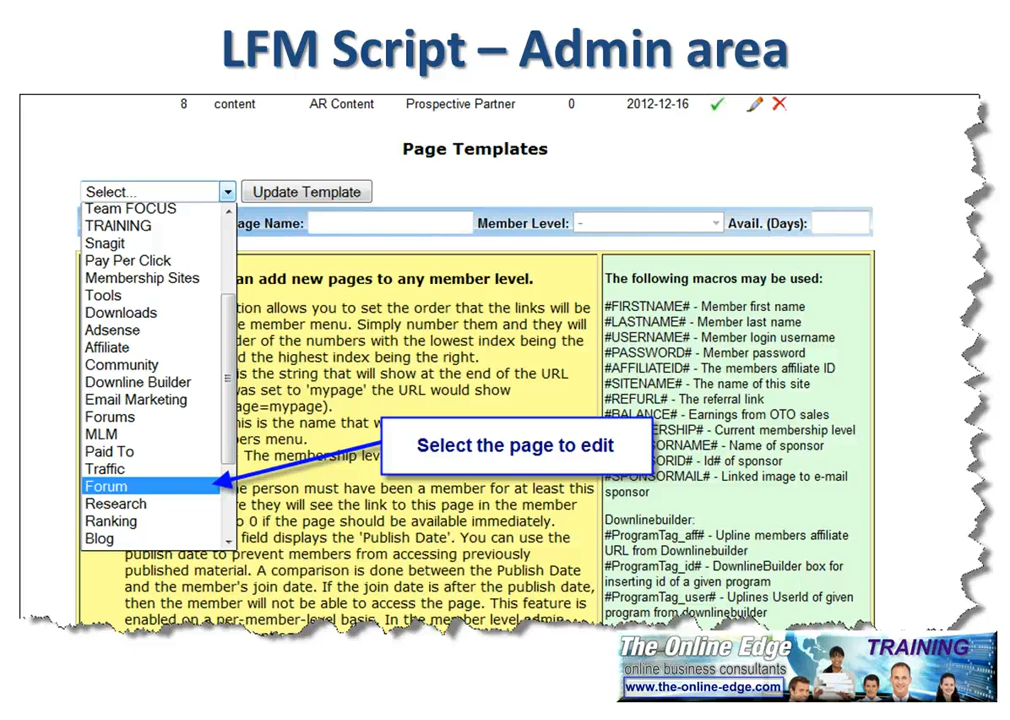 LFM Script – Admin area
8 content AR Content Prospective Partner 0 2012-12-16
Page Templates
Select... Update Template
Team FOCUS
TRAINING
Snagit
Pay Per Click
Membership Sites
Tools
Downloads
Adsense
Affiliate
Community
Downline Builder
Email Marketing
Forums
MLM
Paid To
Traffic
Forum
Research
Ranking
Blog
age Name: Member Level: - Avail. (Days):
an add new pages to any member level.
tion allows you to set the order that the links will be
e member menu. Simply number them and they will
der of the numbers with the lowest index being the
d the highest index being the right.
is the string that will show at the end of the URL
was set to 'mypage' the URL would show
age=mypage).
his is the name that w
bers menu.
The membership lev
Select the page to edit
e person must have been a member for at least this
re they will see the link to this page in the member
o 0 if the page should be available immediately.
field displays the 'Publish Date'. You can use the
publish date to prevent members from accessing previously
published material. A comparison is done between the Publish Date
and the member's join date. If the join date is after the publish date,
then the member will not be able to access the page. This feature is
enabled on a per-member-level basis. In the member level admin
The following macros may be used:
#FIRSTNAME# - Member first name
#LASTNAME# - Member last name
#USERNAME# - Member login username
#PASSWORD# - Member password
#AFFILIATEID# - The members affiliate ID
#SITENAME# - The name of this site
#REFURL# - The referral link
#BALANCE# - Earnings from OTO sales
ERSHIP# - Current membership level
SORNAME# - Name of sponsor
SORID# - Id# of sponsor
#SPONSORMAIL# - Linked image to e-mail
sponsor
Downlinebuilder:
#ProgramTag_aff# - Upline members affiliate
URL from Downlinebuilder
#ProgramTag_id# - DownlineBuilder box for
inserting id of a given program
#ProgramTag_user# - Uplines UserId of given
program from downlinebuilder
The Online Edge TRAINING
online business consultants
www.the-online-edge.com